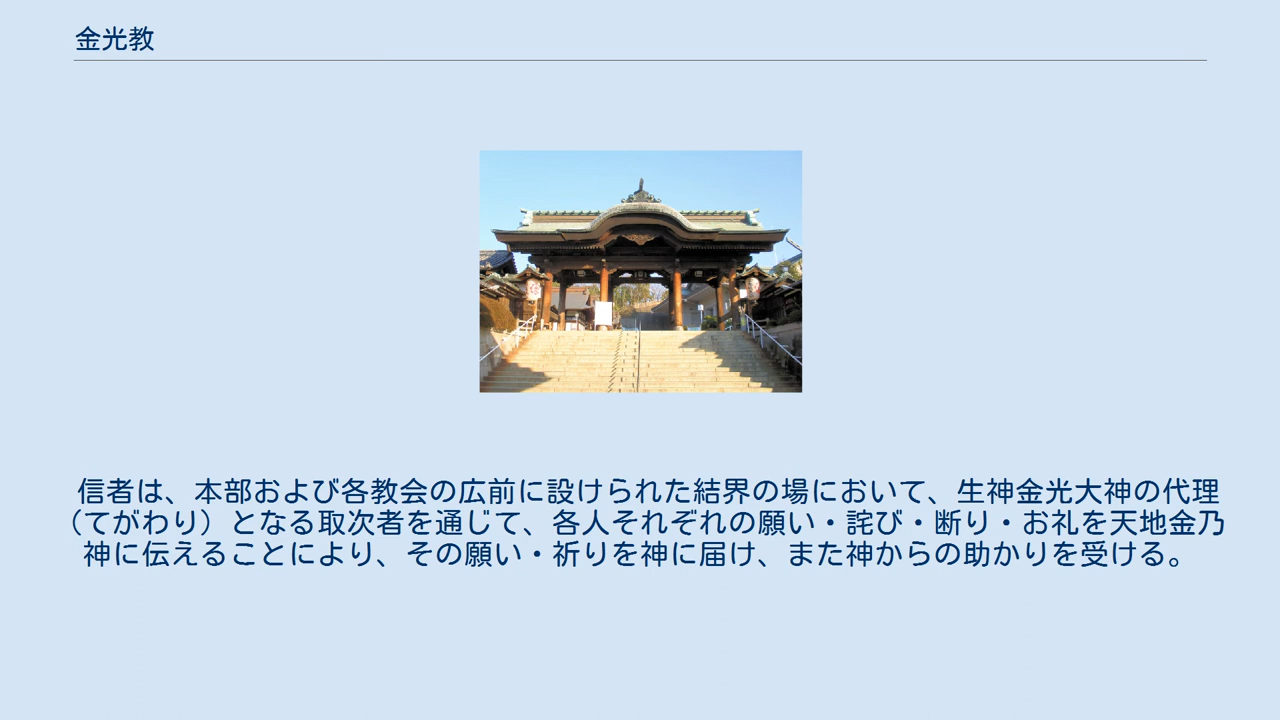 金光教
信者は、本部および各教会の広前に設けられた結界の場において、生神金光大神の代理
（てがわり）となる取次者を通じて、各人それぞれの願い・詫び・断り・お礼を天地金乃
神に伝えることにより、その願い・祈りを神に届け、また神からの助かりを受ける。